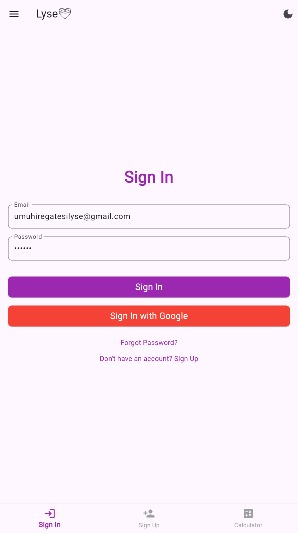 Lyse
Sign In
Email
umuhiregatesilyse@gmail.com
Password
••••••
Sign In
Sign In with Google
Forgot Password?
Don't have an account? Sign Up
Sign In
Sign Up
Calculator